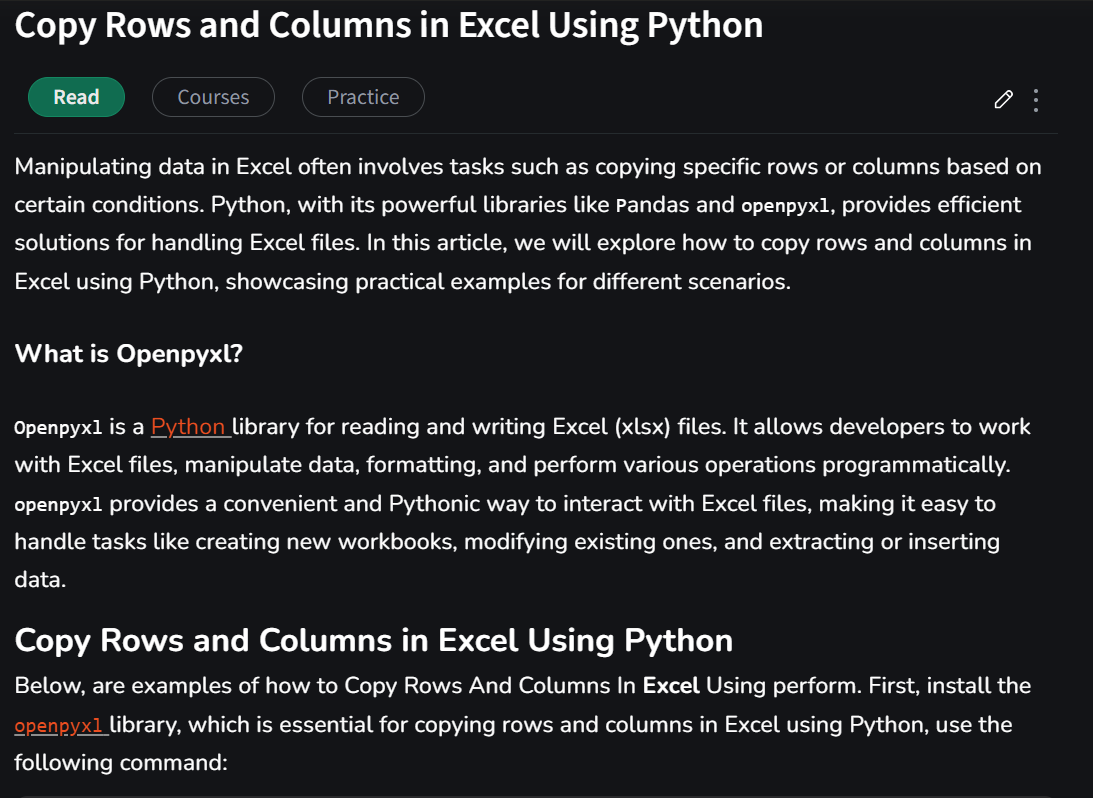 Copy Rows and Columns in Excel Using Python
Read Courses Practice
Manipulating data in Excel often involves tasks such as copying specific rows or columns based on
certain conditions. Python, with its powerful libraries like Pandas and openpyxl, provides efficient
solutions for handling Excel files. In this article, we will explore how to copy rows and columns in
Excel using Python, showcasing practical examples for different scenarios.
What is Openpyxl?
Openpyxl is a Python library for reading and writing Excel (xlsx) files. It allows developers to work
with Excel files, manipulate data, formatting, and perform various operations programmatically.
openpyxl provides a convenient and Pythonic way to interact with Excel files, making it easy to
handle tasks like creating new workbooks, modifying existing ones, and extracting or inserting
data.
Copy Rows and Columns in Excel Using Python
Below, are examples of how to Copy Rows And Columns In Excel Using perform. First, install the
openpyxl library, which is essential for copying rows and columns in Excel using Python, use the
following command: